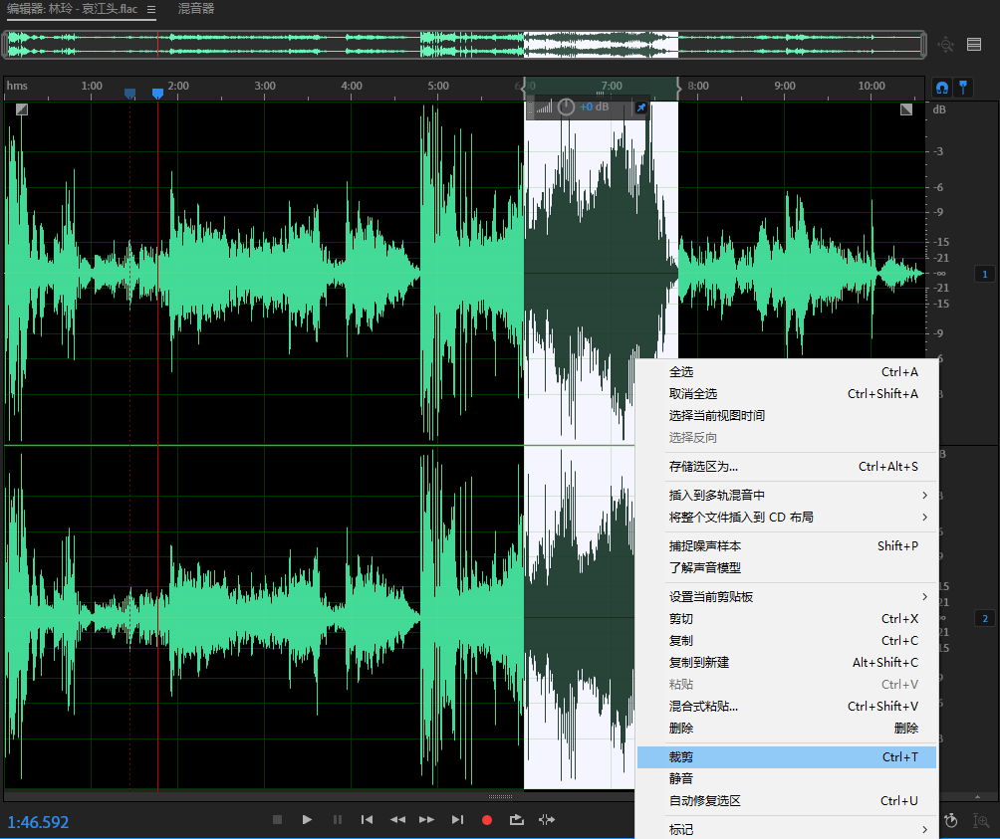 编辑器: 林玲 - 哀江头.flac ≡ 混音器
hms 1:00 2:00 3:00 4:00 5:00 7:00 8:00 9:00 10:00
+0 dB
dB
-3
-6
-9
-15
-21
-∞
-21
-15
-9
1
2
全选 Ctrl+A
取消全选 Ctrl+Shift+A
选择当前视图时间
选择反向
存储选区为... Ctrl+Alt+S
插入到多轨混音中
将整个文件插入到 CD 布局
捕捉噪声样本 Shift+P
了解声音模型
设置当前剪贴板
剪切 Ctrl+X
复制 Ctrl+C
复制到新建 Alt+Shift+C
粘贴 Ctrl+V
混合式粘贴... Ctrl+Shift+V
删除 删除
裁剪 Ctrl+T
静音
自动修复选区 Ctrl+U
标记
1:46.592